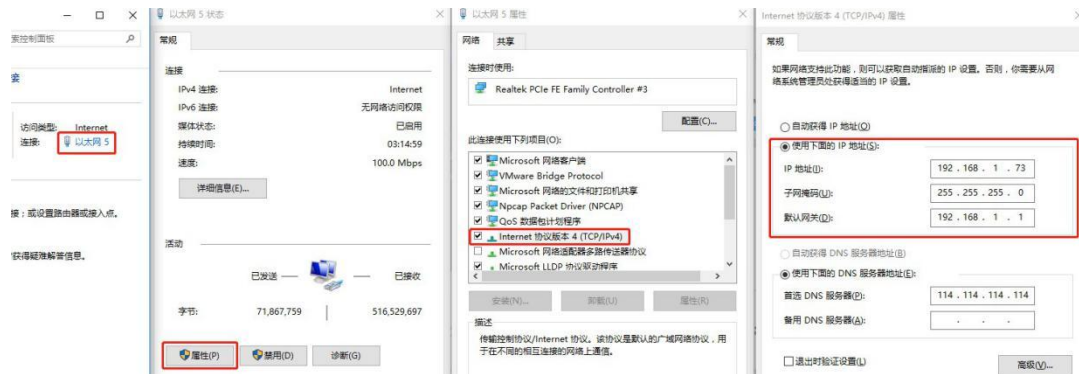 索控制面板
访问类型: Internet
连接: 以太网 5
接；或设置路由器或接入点。
获得疑难解答信息。
以太网 5 状态
常规
连接
IPv4 连接: Internet
IPv6 连接: 无网络访问权限
媒体状态: 已启用
持续时间: 03:14:59
速度: 100.0 Mbps
详细信息(E)...
活动
已发送 — — 已接收
字节: 71,867,759 516,529,697
属性(P) 禁用(D) 诊断(G)
以太网 5 属性
网络 共享
连接时使用:
Realtek PCIe FE Family Controller #3
配置(C)...
此连接使用下列项目(O):
Microsoft 网络客户端
VMware Bridge Protocol
Microsoft 网络的文件和打印机共享
Npcap Packet Driver (NPCAP)
QoS 数据包计划程序
Internet 协议版本 4 (TCP/IPv4)
Microsoft 网络适配器多路传送器协议
Microsoft LLDP 协议驱动程序
安装(N)... 卸载(U) 属性(R)
描述
传输控制协议/Internet 协议。该协议是默认的广域网络协议，用
于在不同的相互连接的网络上通信。
Internet 协议版本 4 (TCP/IPv4) 属性
常规
如果网络支持此功能，则可以获取自动指派的 IP 设置。否则，你需要从网
络系统管理员处获得适当的 IP 设置。
自动获得 IP 地址(O)
使用下面的 IP 地址(S):
IP 地址(I): 192 . 168 . 1 . 73
子网掩码(U): 255 . 255 . 255 . 0
默认网关(D): 192 . 168 . 1 . 1
自动获得 DNS 服务器地址(B)
使用下面的 DNS 服务器地址(E):
首选 DNS 服务器(P): 114 . 114 . 114 . 114
备用 DNS 服务器(A): . . .
退出时验证设置(L)
高级(V)...